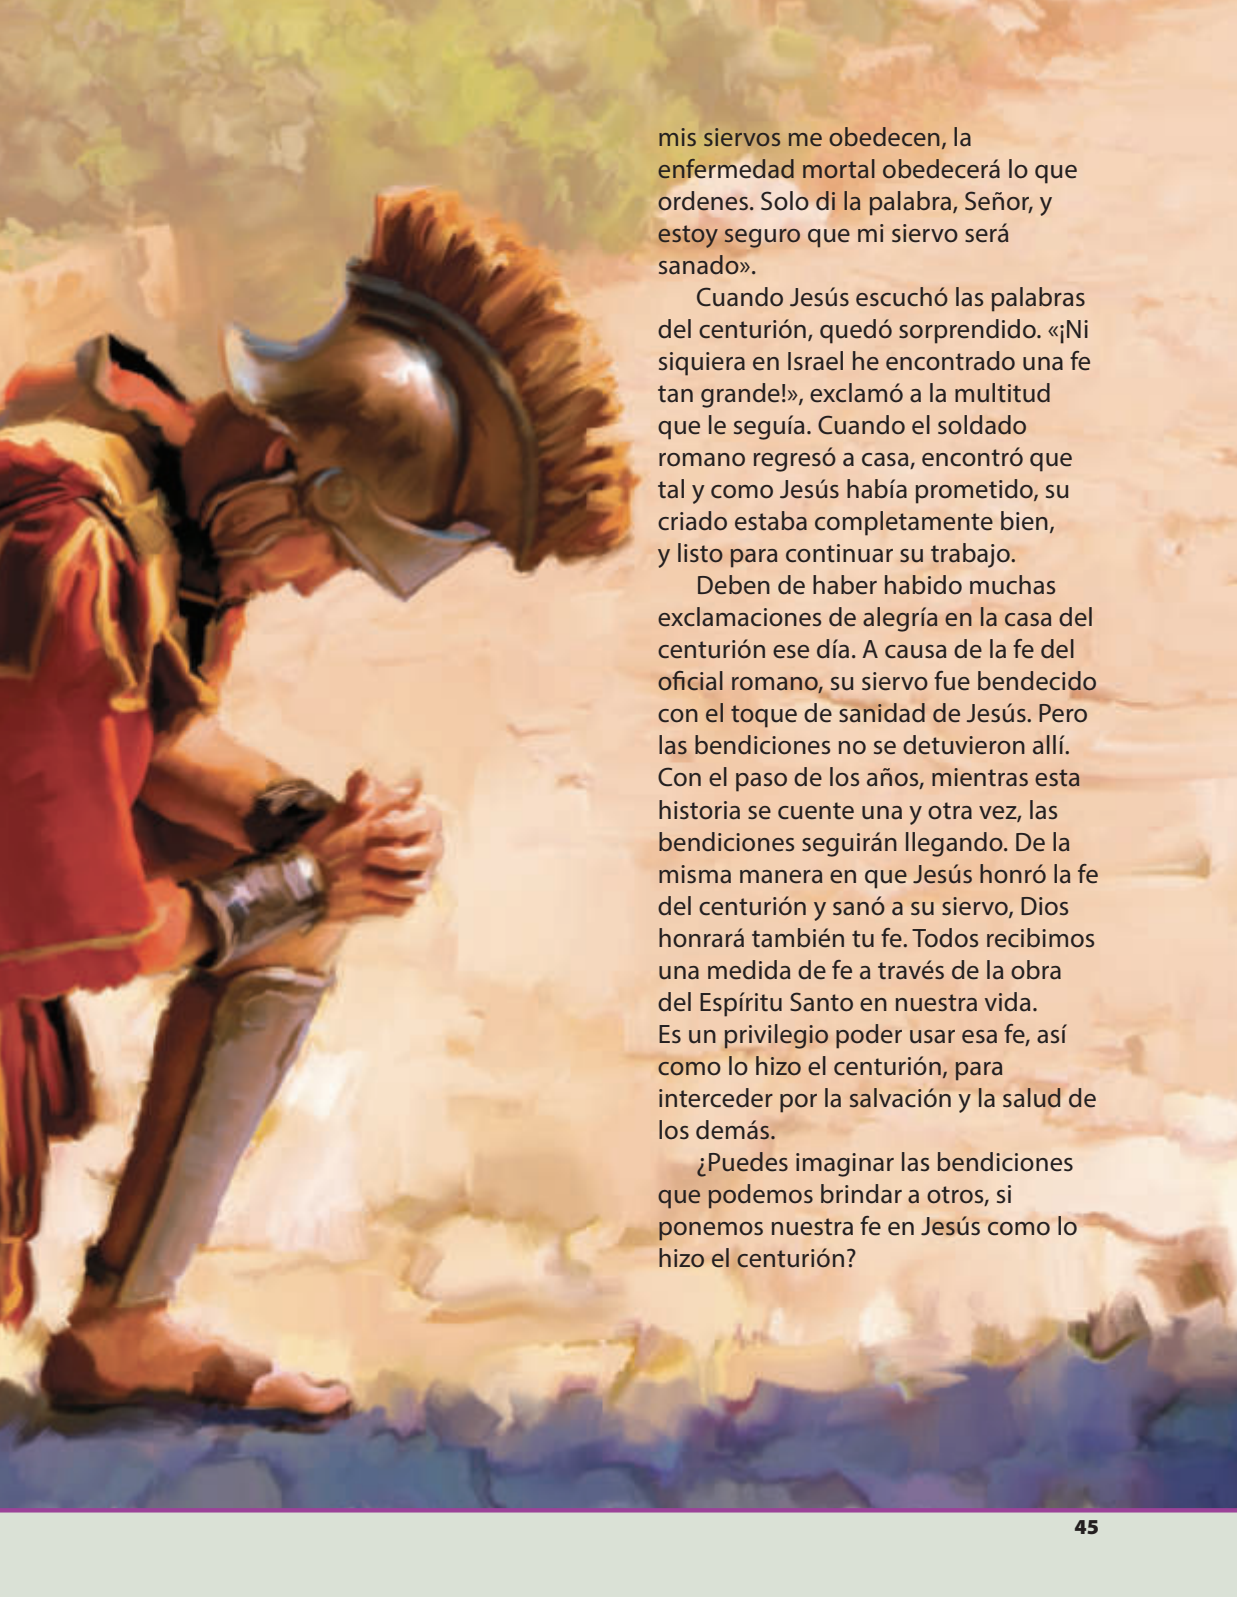 mis siervos me obedecen, la
enfermedad mortal obedecerá lo que
ordenes. Solo di la palabra, Señor, y
estoy seguro que mi siervo será
sanado».
Cuando Jesús escuchó las palabras
del centurión, quedó sorprendido. «¡Ni
siquiera en Israel he encontrado una fe
tan grande!», exclamó a la multitud
que le seguía. Cuando el soldado
romano regresó a casa, encontró que
tal y como Jesús había prometido, su
criado estaba completamente bien,
y listo para continuar su trabajo.
Deben de haber habido muchas
exclamaciones de alegría en la casa del
centurión ese día. A causa de la fe del
oficial romano, su siervo fue bendecido
con el toque de sanidad de Jesús. Pero
las bendiciones no se detuvieron allí.
Con el paso de los años, mientras esta
historia se cuente una y otra vez, las
bendiciones seguirán llegando. De la
misma manera en que Jesús honró la fe
del centurión y sanó a su siervo, Dios
honrará también tu fe. Todos recibimos
una medida de fe a través de la obra
del Espíritu Santo en nuestra vida.
Es un privilegio poder usar esa fe, así
como lo hizo el centurión, para
interceder por la salvación y la salud de
los demás.
¿Puedes imaginar las bendiciones
que podemos brindar a otros, si
ponemos nuestra fe en Jesús como lo
hizo el centurión?
45